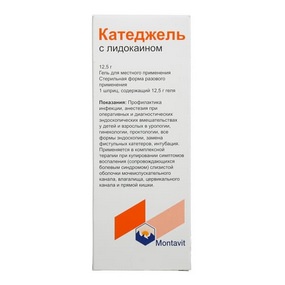 Катеджель
с лидокаином
12,5 г
Гель для местного применения
Стерильная форма разового
применения
1 шприц, содержащий 12,5 г геля
Показания: Профилактика
инфекции, анестезия при
оперативные и диагностических
эндоскопических вмешательствах
у детей и взрослых в урологии,
гинекологии, проктологии, все
формы эндоскопии, замена
фистульных катетеров, интубация.
Применяется в комплексной
терапии при купировании симптомов
воспаления (сопровождающихся
болевым синдромом) слизистой
оболочки мочеиспускательного
канала, влагалища, цервикального
канала и прямой кишки.
Montavit